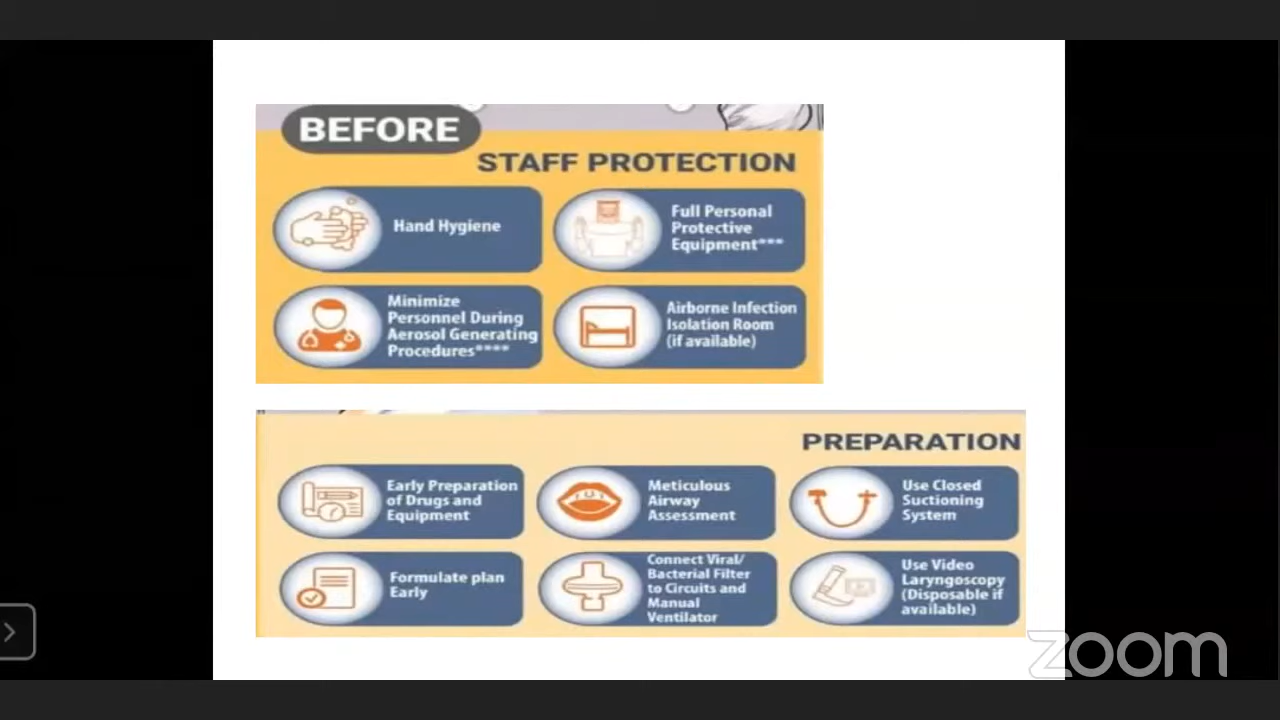 BEFORE
STAFF PROTECTION
Hand Hygiene
Full Personal
Protective
Equipment***
Minimize
Personnel During
Aerosol Generating
Procedures****
Airborne Infection
Isolation Room
(if available)
PREPARATION
Early Preparation
of Drugs and
Equipment
Meticulous
Airway
Assessment
Use Closed
Suctioning
System
Formulate plan
Early
Connect Viral/
Bacterial Filter
to Circuits and
Manual
Ventilator
Use Video
Laryngoscopy
(Disposable if
available)
zoom